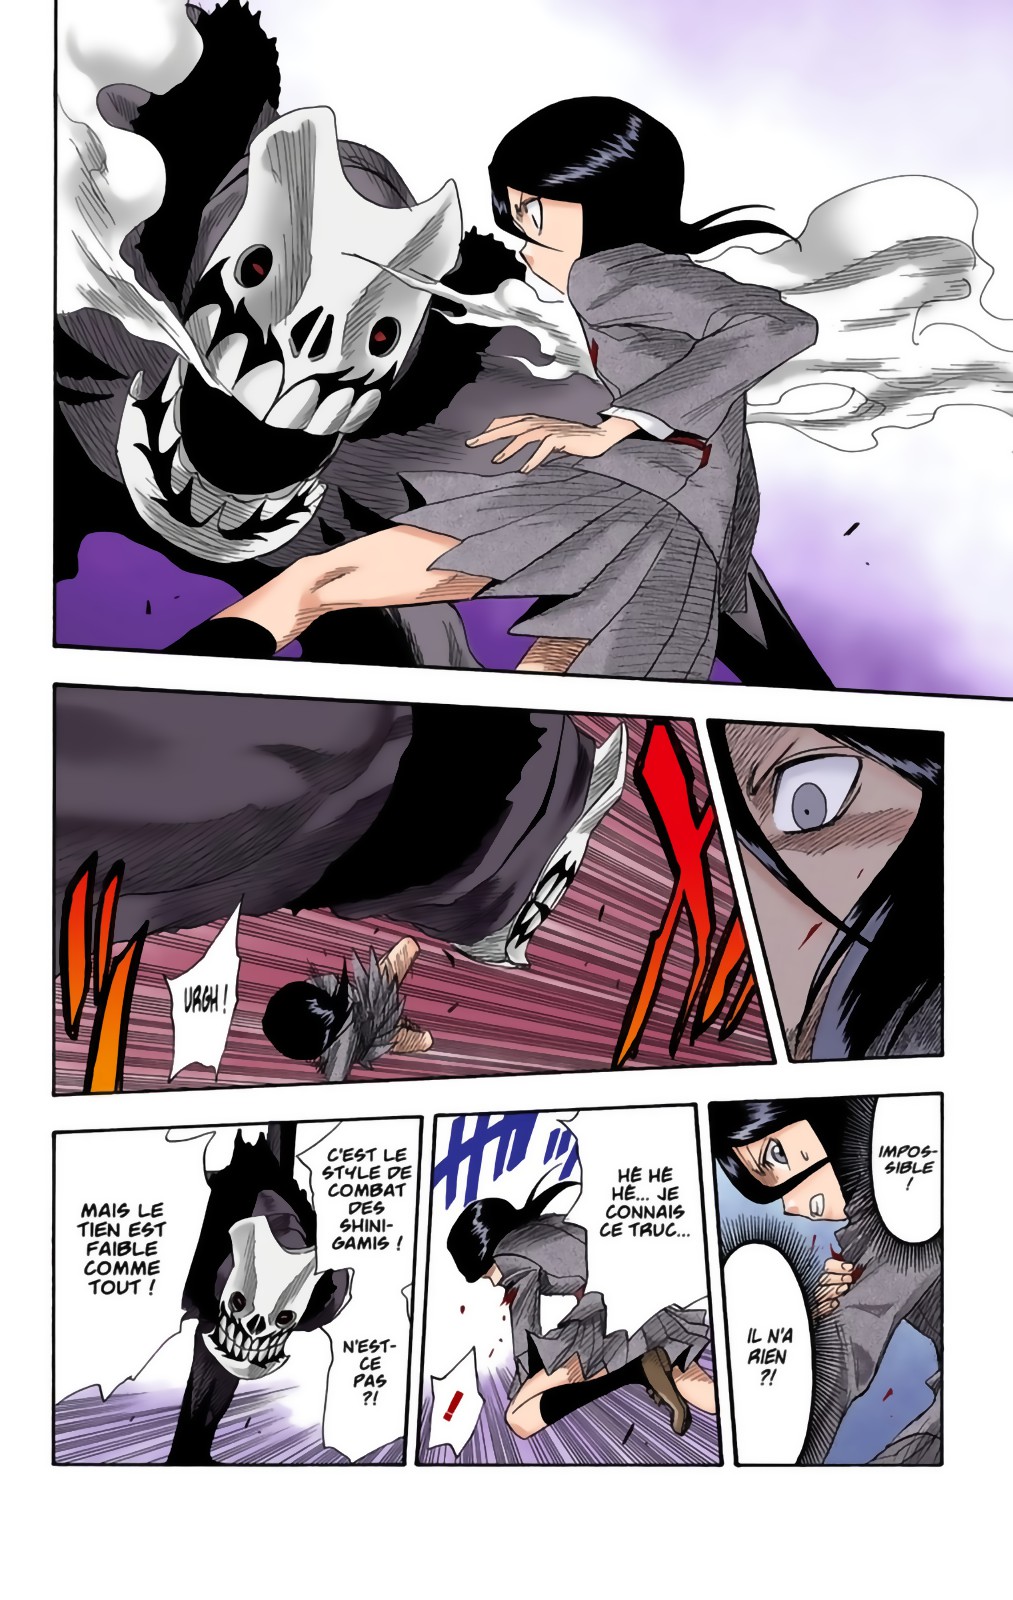 URGH !
IMPOS-
SIBLE
!
IL N'A
RIEN
?!
HÉ HÉ
HÉ... JE
CONNAIS
CE TRUC...
!
C'EST LE
STYLE DE
COMBAT
DES
SHINI-
GAMIS !
N'EST-
CE
PAS
?!
MAIS LE
TIEN EST
FAIBLE
COMME
TOUT !